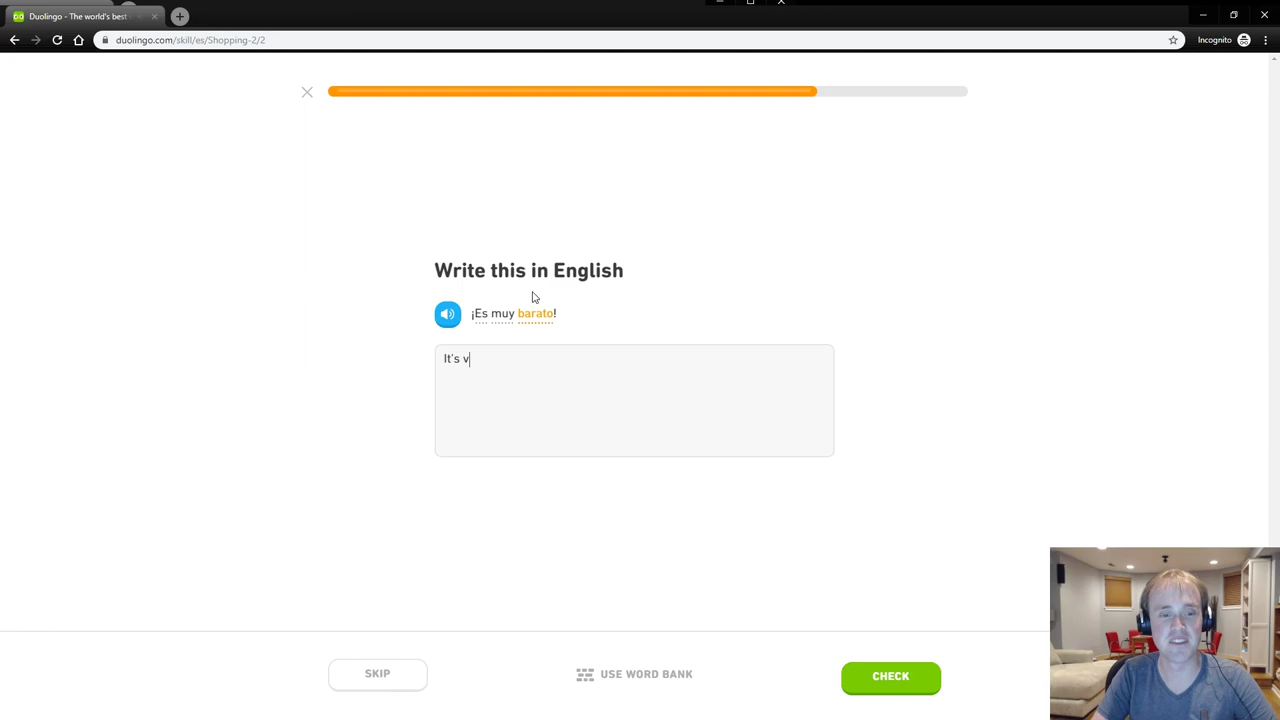 Duolingo - The world's best
duolingo.com/skill/es/Shopping-2/2
Incognito
Write this in English
¡Es muy barato!
It's v
SKIP
USE WORD BANK
CHECK